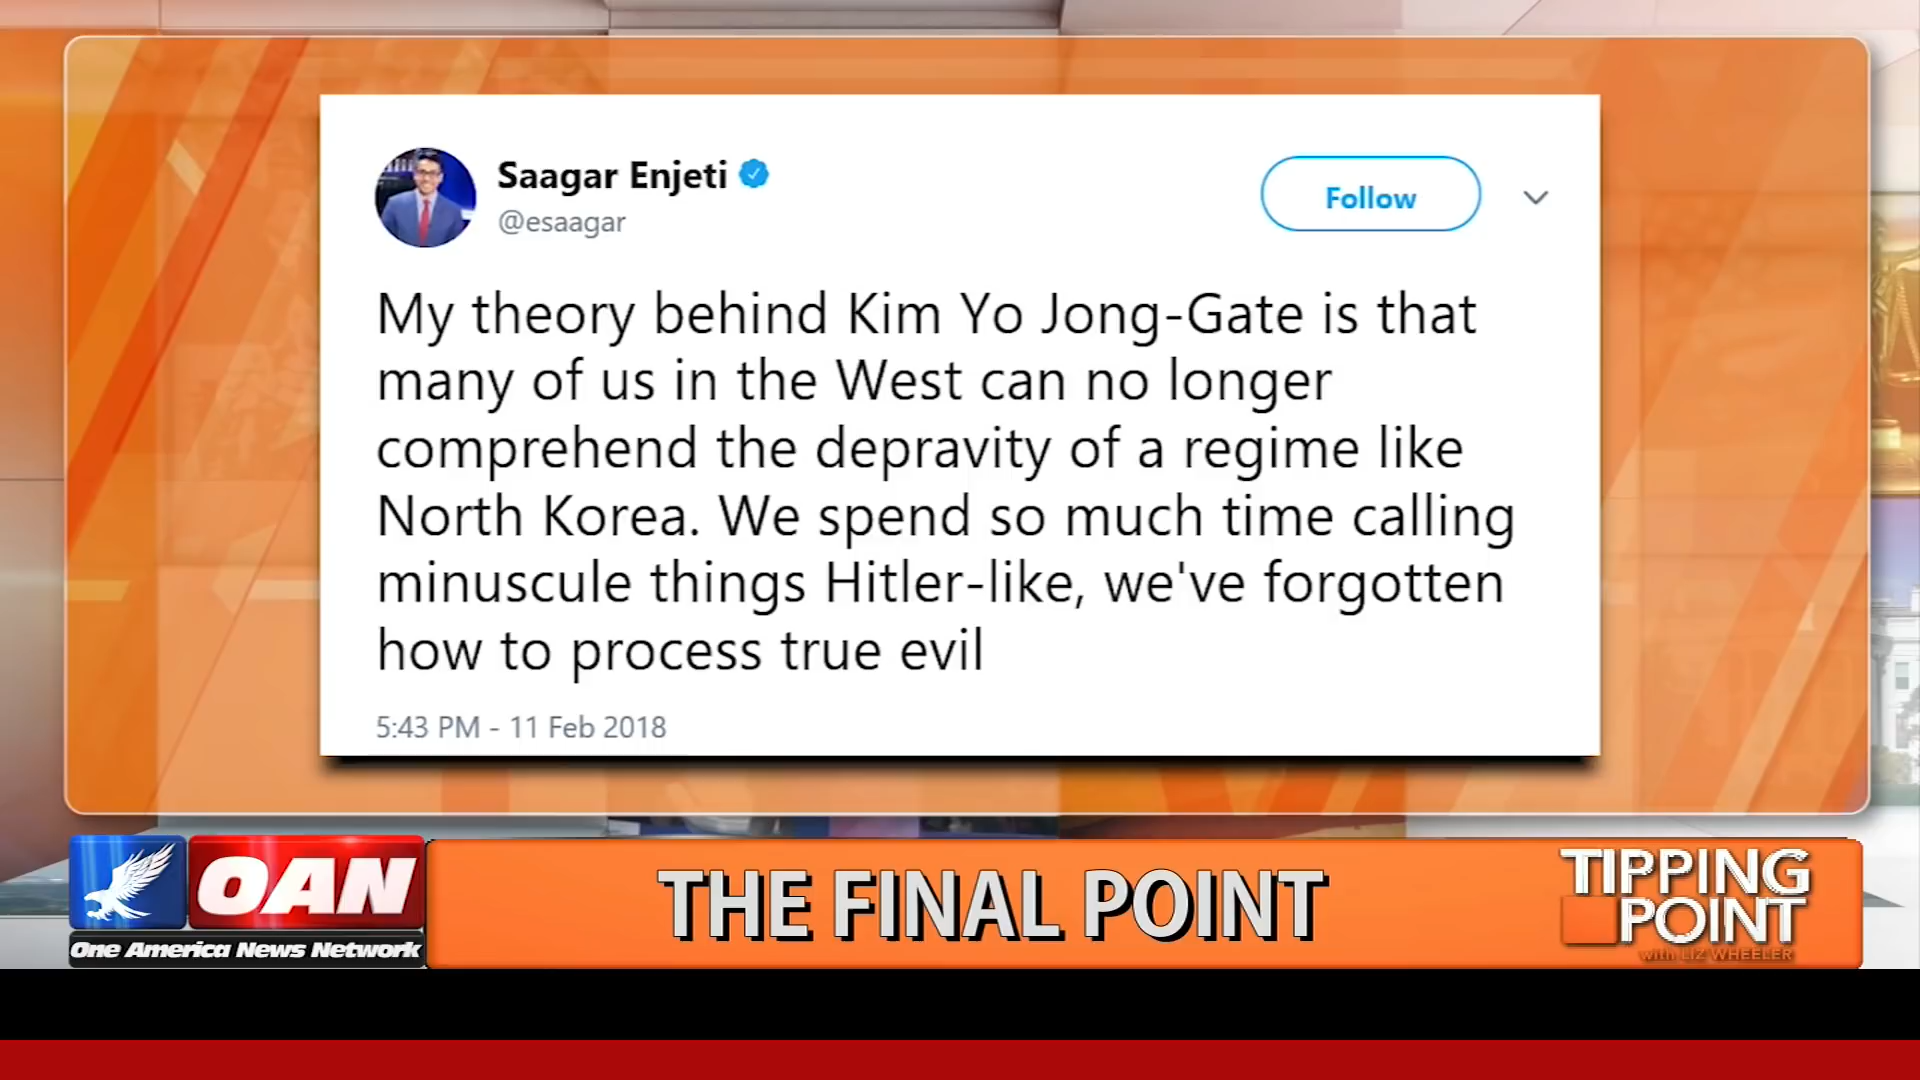 Saagar Enjeti
@esaagar
Follow
My theory behind Kim Yo Jong-Gate is that
many of us in the West can no longer
comprehend the depravity of a regime like
North Korea. We spend so much time calling
minuscule things Hitler-like, we've forgotten
how to process true evil
5:43 PM - 11 Feb 2018
OAN
One America News Network
THE FINAL POINT
TIPPING
POINT
with LIZ WHEELER